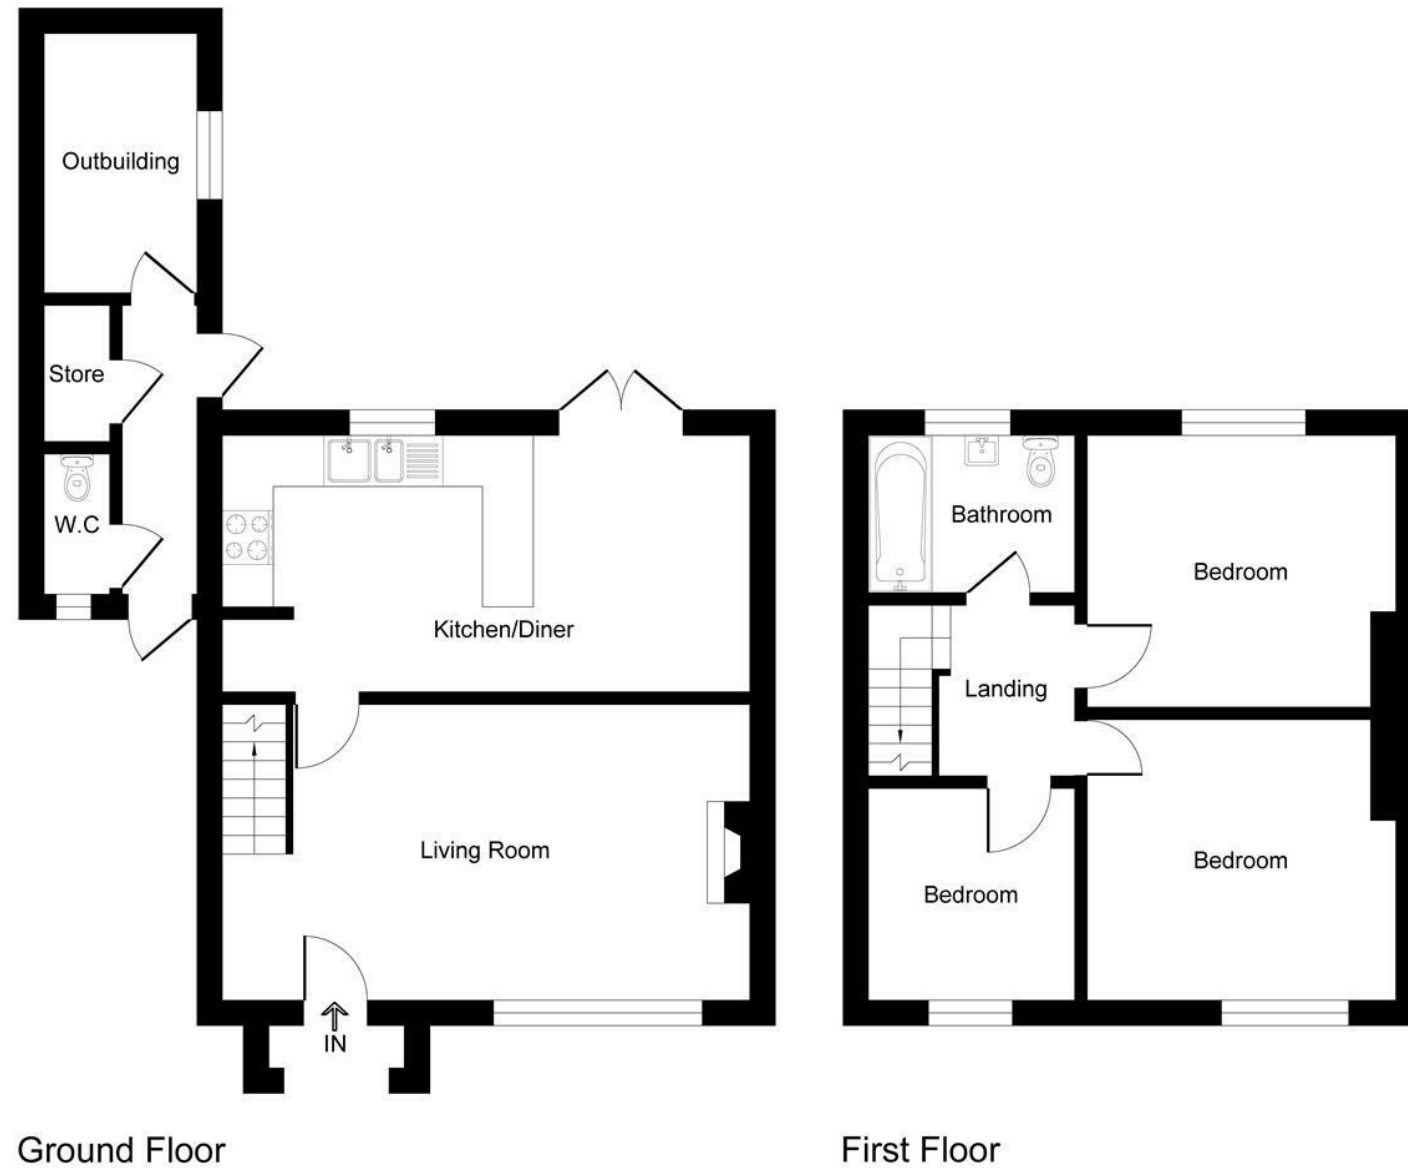 Outbuilding
Store
W.C
Kitchen/Diner
Living Room
IN
Ground Floor
Bathroom
Bedroom
Landing
Bedroom
Bedroom
First Floor